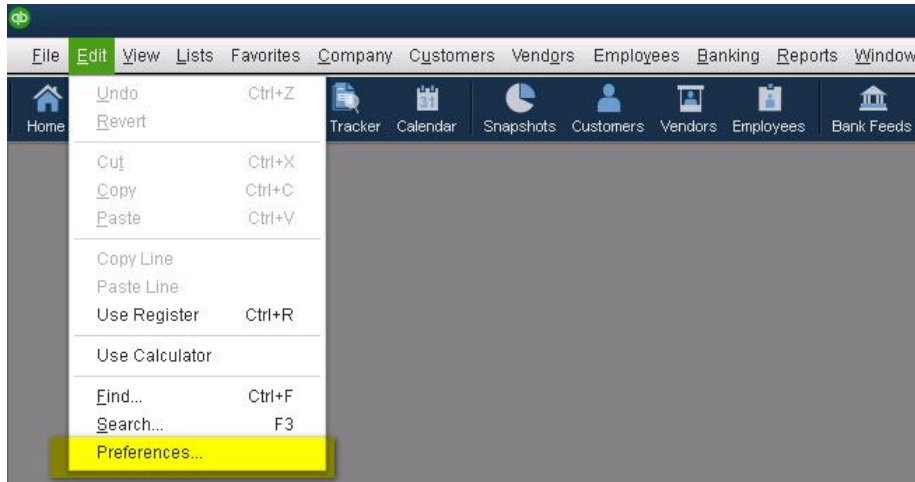 qb
File Edit View Lists Favorites Company Customers Vendors Employees Banking Reports Window
Home Tracker Calendar Snapshots Customers Vendors Employees Bank Feeds
31
Undo Ctrl+Z
Revert
Cut Ctrl+X
Copy Ctrl+C
Paste Ctrl+V
Copy Line
Paste Line
Use Register Ctrl+R
Use Calculator
Find... Ctrl+F
Search... F3
Preferences...